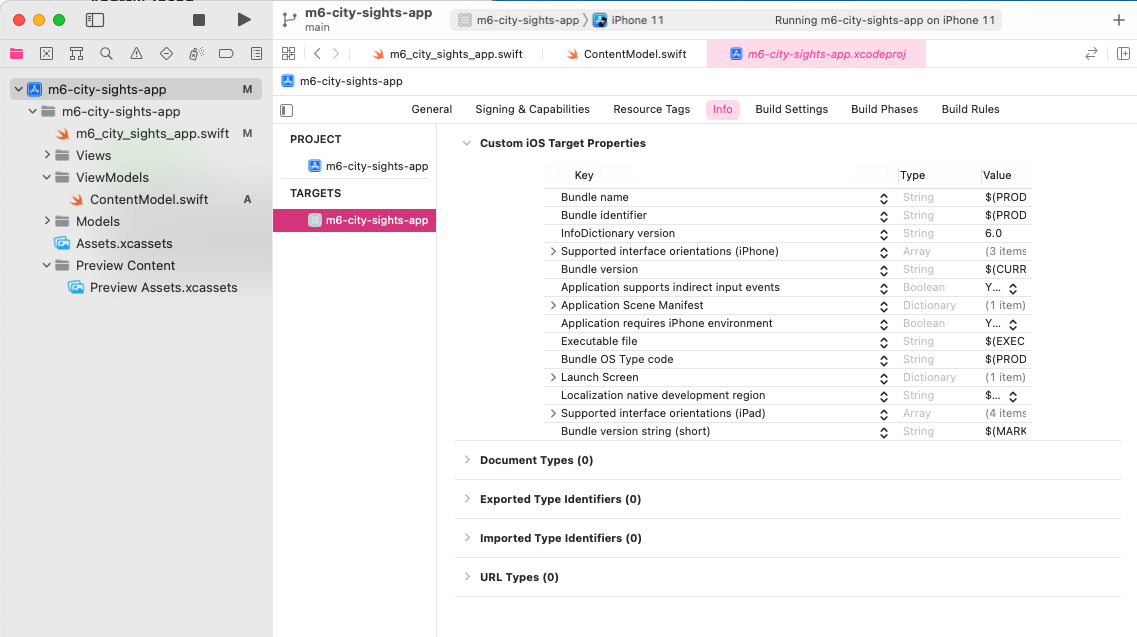 m6-city-sights-app
main
m6-city-sights-app
iPhone 11
Running m6-city-sights-app on iPhone 11
m6_city_sights_app.swift
ContentModel.swift
m6-city-sights-app.xcodeproj
m6-city-sights-app M
m6-city-sights-app
m6_city_sights_app.swift M
Views
ViewModels
ContentModel.swift A
Models
Assets.xcassets
Preview Content
Preview Assets.xcassets
m6-city-sights-app
General
Signing & Capabilities
Resource Tags
Info
Build Settings
Build Phases
Build Rules
PROJECT
m6-city-sights-app
TARGETS
m6-city-sights-app
Custom iOS Target Properties
Key Type Value
Bundle name String $(PROD
Bundle identifier String $(PROD
InfoDictionary version String 6.0
Supported interface orientations (iPhone) Array (3 items
Bundle version String $(CURR
Application supports indirect input events Boolean Y...
Application Scene Manifest Dictionary (1 item)
Application requires iPhone environment Boolean Y...
Executable file String $(EXEC
Bundle OS Type code String $(PROD
Launch Screen Dictionary (1 item)
Localization native development region String $...
Supported interface orientations (iPad) Array (4 items
Bundle version string (short) String $(MARK
Document Types (0)
Exported Type Identifiers (0)
Imported Type Identifiers (0)
URL Types (0)